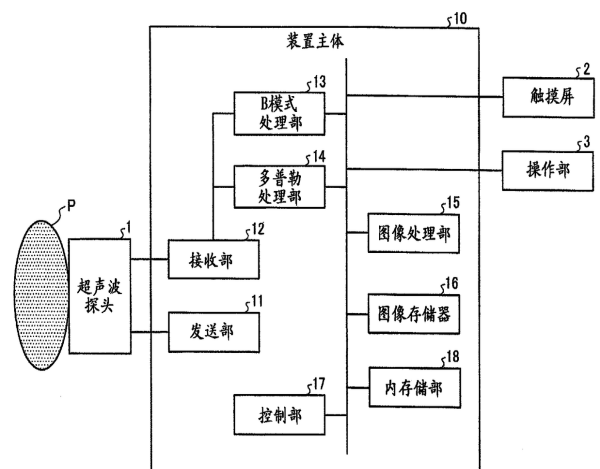 10
装置主体
13
B模式
处理部
2
触摸屏
14
多普勒
处理部
3
操作部
P
1
超声波
探头
12
接收部
15
图像处理部
11
发送部
16
图像存储器
17
控制部
18
内存储部